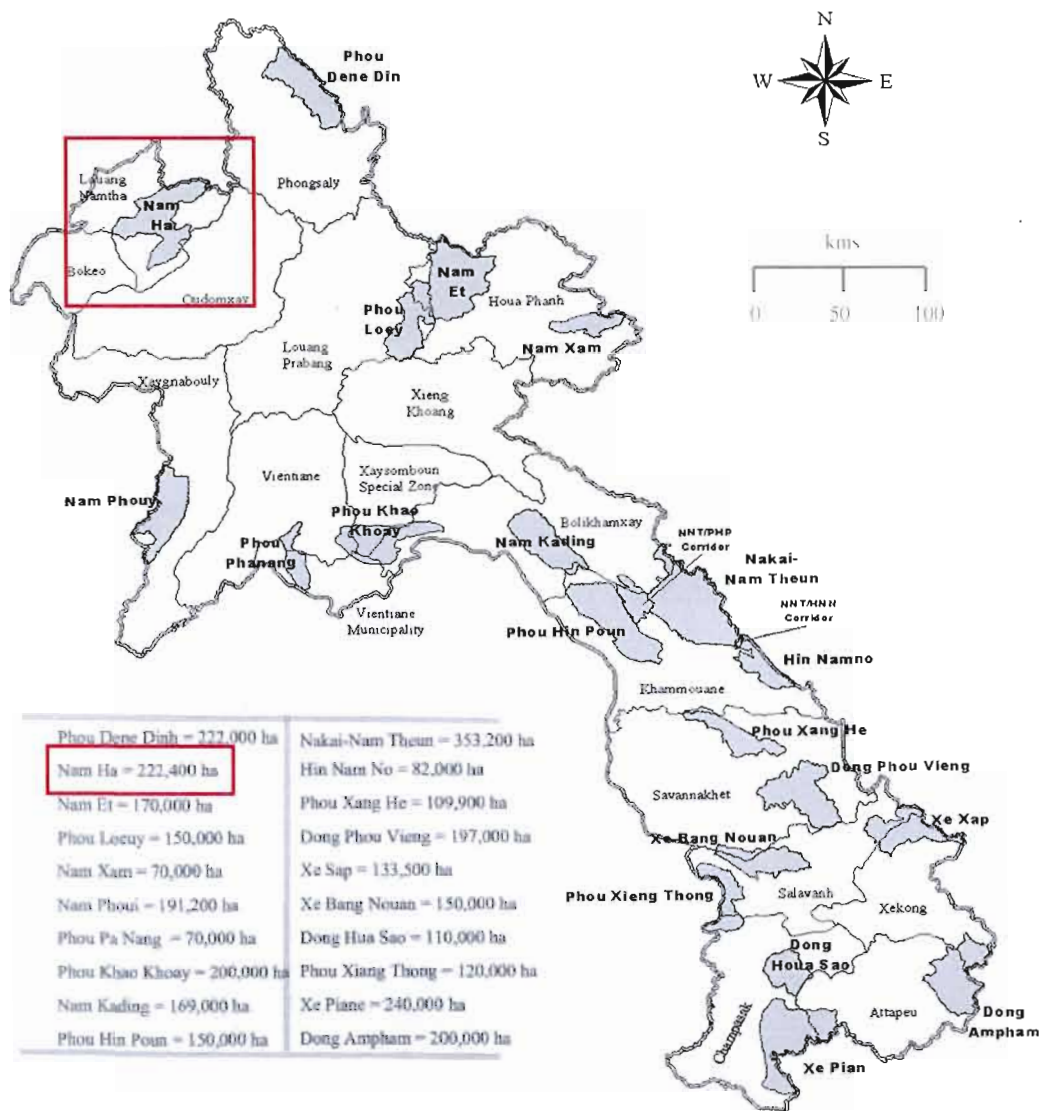 N
W E
S
Phou
Dene Din
Louang
Namtha
Nam
Ha
Phongsaly
Bokeo
Oudomxay
kms
0 50 100
Nam
Et
Houa Phanh
Phou
Loey
Nam Xam
Louang
Prabang
Xaygnabouly
Xieng
Khoang
Vientiane
Xaysomboun
Special Zone
Nam Phouy
Phou Khao
Khoay
Bolikhamxay
NNT/PHP
Corridor
Nam Kading
Nakai-
Nam Theun
Phou
Phanang
Vientiane
Municipality
NNT/HNN
Corridor
Phou Hin Poun
Hin Namno
Khammouane
Phou Xang He
Dong Phou Vieng
Savannakhet
Xe Xap
Xe Bang Nouan
Phou Xieng Thong
Salavanh
Xekong
Dong
Houa Sao
Attapeu
Dong
Ampham
Champasak
Xe Pian
Phou Dene Dinh = 222,000 ha
Nam Ha = 222,400 ha
Nam Et = 170,000 ha
Phou Loeuy = 150,000 ha
Nam Xam = 70,000 ha
Nam Phoui = 191,200 ha
Phou Pa Nang = 70,000 ha
Phou Khao Khoay = 200,000 ha
Nam Kading = 169,000 ha
Phou Hin Poun = 150,000 ha
Nakai-Nam Theun = 353,200 ha
Hin Nam No = 82,000 ha
Phou Xang He = 109,900 ha
Dong Phou Vieng = 197,000 ha
Xe Sap = 133,500 ha
Xe Bang Nouan = 150,000 ha
Dong Hua Sao = 110,000 ha
Phou Xiang Thong = 120,000 ha
Xe Piane = 240,000 ha
Dong Ampham = 200,000 ha